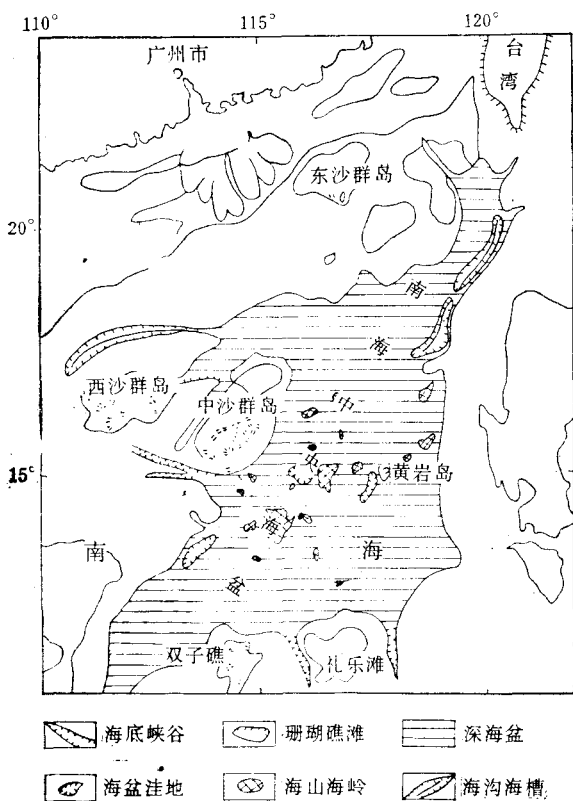 110° 115° 120°
广州市
台湾
东沙群岛
20°
南海中央海盆
西沙群岛
中沙群岛
15°
黄岩岛
南
海
双子礁
礼乐滩
海底峡谷 珊瑚礁滩 深海盆
海盆洼地 海山海岭 海沟海槽